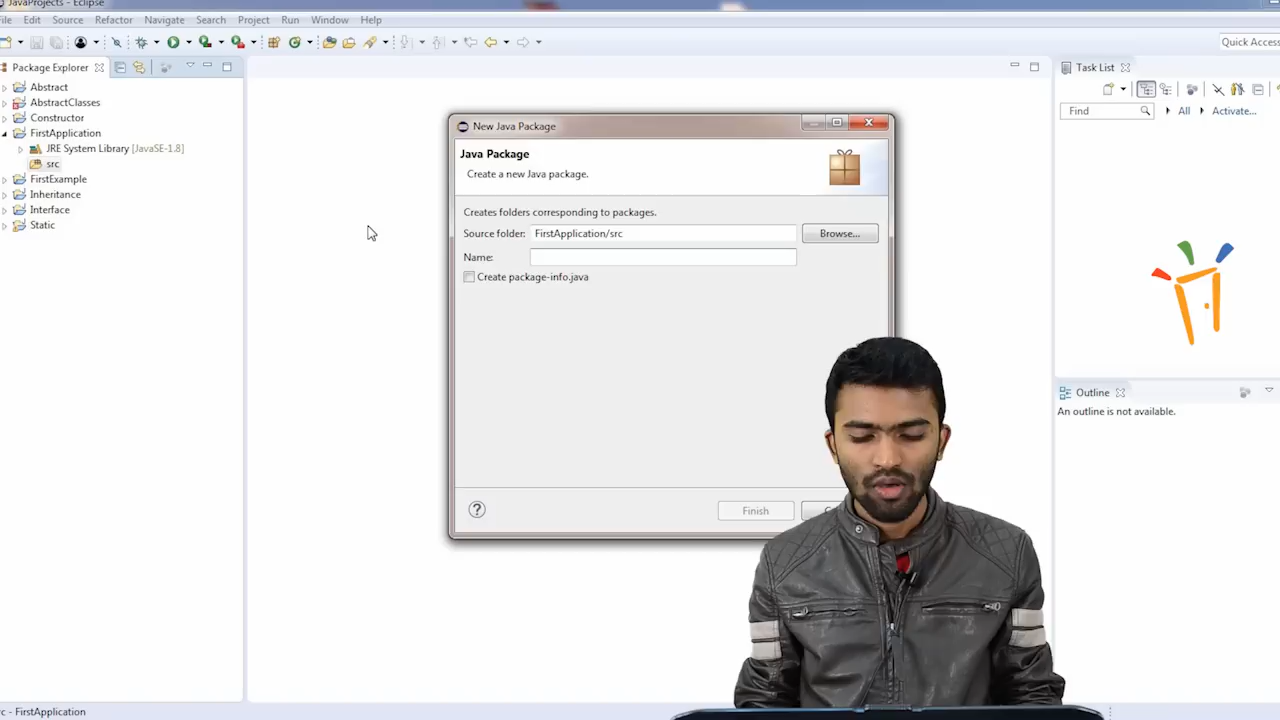 JavaProjects - Eclipse
File Edit Source Refactor Navigate Search Project Run Window Help
Quick Access
Package Explorer
Task List
Abstract
AbstractClasses
Constructor
FirstApplication
JRE System Library [JavaSE-1.8]
src
FirstExample
Inheritance
Interface
Static
Find
All
Activate...
New Java Package
Java Package
Create a new Java package.
Creates folders corresponding to packages.
Source folder: FirstApplication/src
Browse...
Name:
Create package-info.java
?
Finish
Outline
An outline is not available.
- FirstApplication